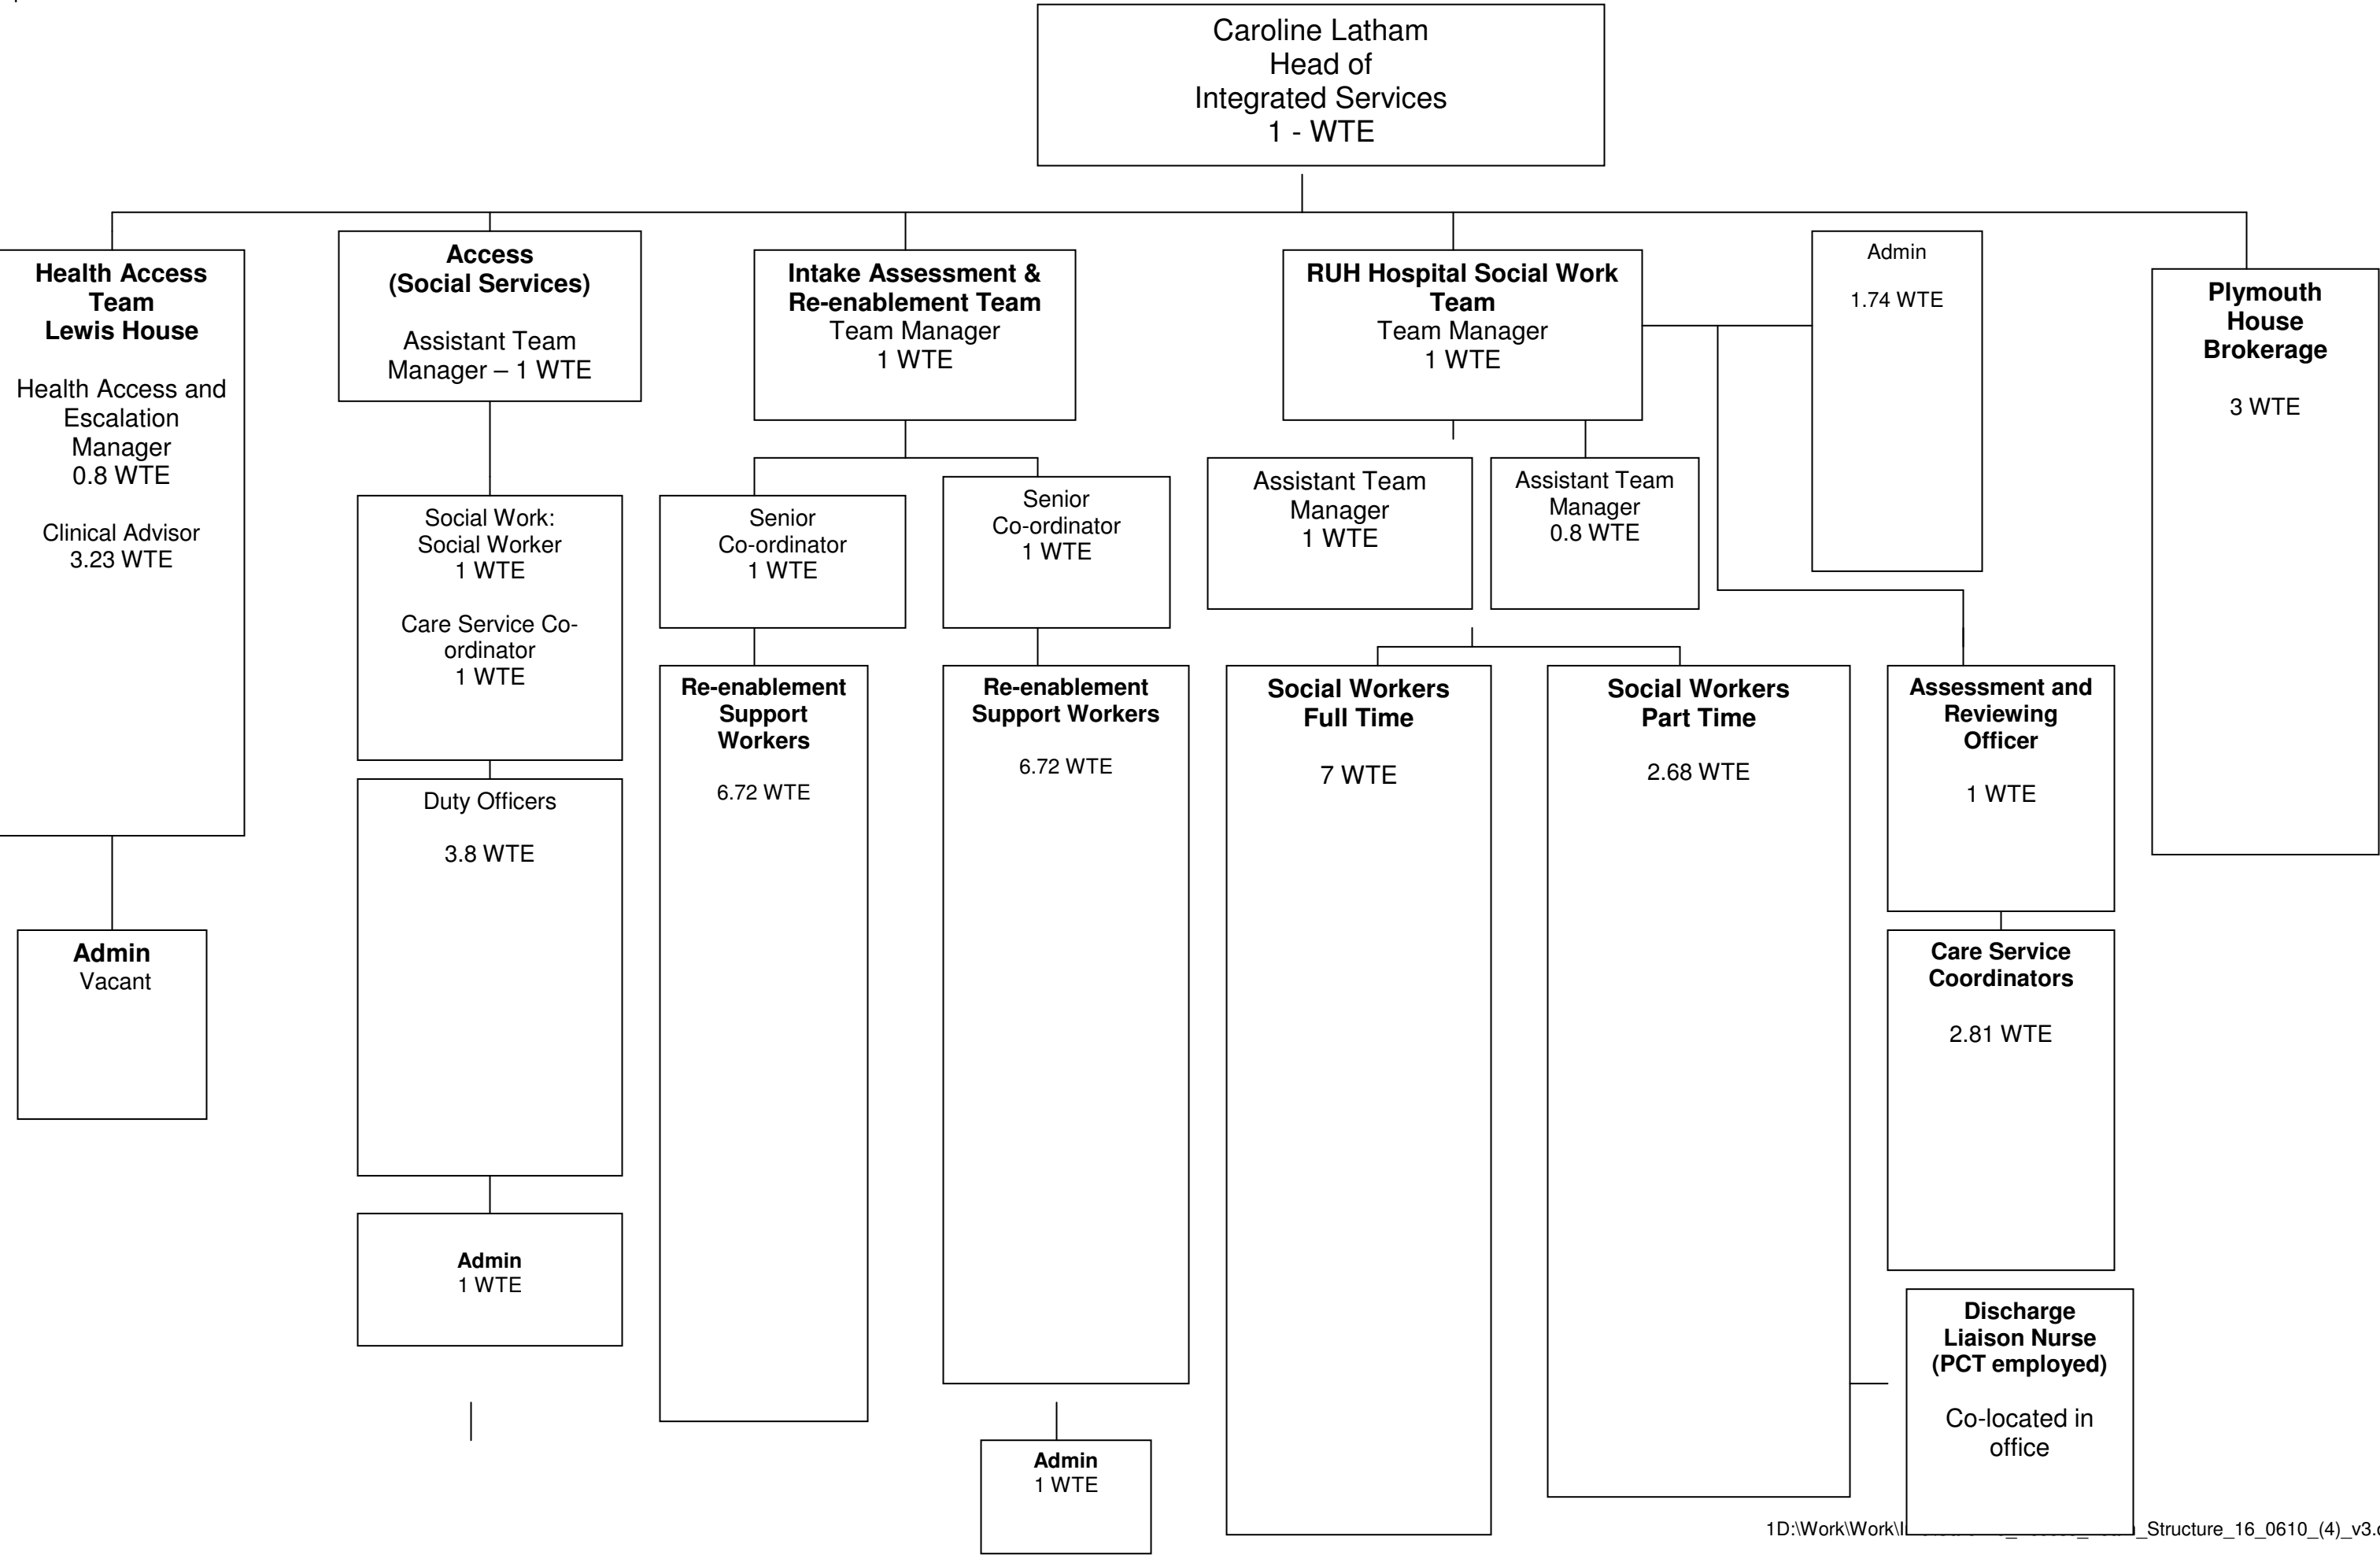 Caroline Latham
Head of
Integrated Services
1 - WTE
Health Access
Team
Lewis House
Health Access and
Escalation
Manager
0.8 WTE
Clinical Advisor
3.23 WTE
Admin
Vacant
Access
(Social Services)
Assistant Team
Manager – 1 WTE
Social Work:
Social Worker
1 WTE
Care Service Co-
ordinator
1 WTE
Duty Officers
3.8 WTE
Admin
1 WTE
Intake Assessment &
Re-enablement Team
Team Manager
1 WTE
Senior
Co-ordinator
1 WTE
Re-enablement
Support
Workers
6.72 WTE
Senior
Co-ordinator
1 WTE
Re-enablement
Support Workers
6.72 WTE
Admin
1 WTE
RUH Hospital Social Work
Team
Team Manager
1 WTE
Assistant Team
Manager
1 WTE
Assistant Team
Manager
0.8 WTE
Social Workers
Full Time
7 WTE
Social Workers
Part Time
2.68 WTE
Admin
1.74 WTE
Assessment and
Reviewing
Officer
1 WTE
Care Service
Coordinators
2.81 WTE
Discharge
Liaison Nurse
(PCT employed)
Co-located in
office
Plymouth
House
Brokerage
3 WTE
1D:\Work\Work\I _Structure_16_0610_(4)_v3.